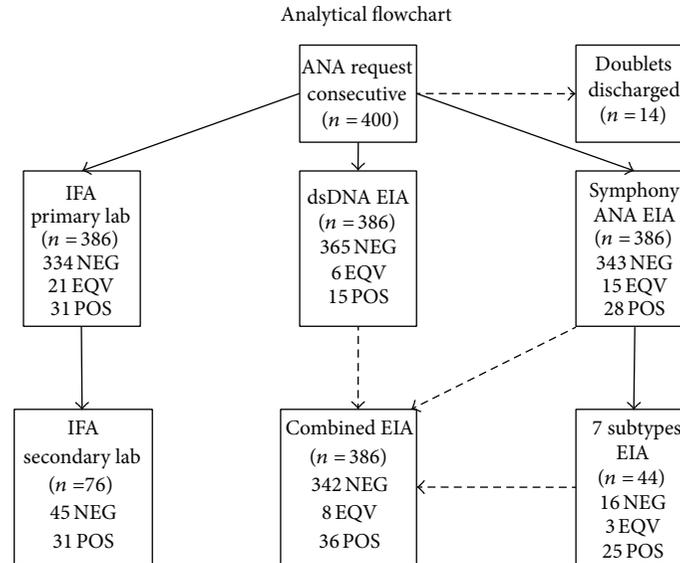 Analytical flowchart
ANA request
consecutive
(n = 400)
Doublets
discharged
(n = 14)
IFA
primary lab
(n = 386)
334 NEG
21 EQV
31 POS
dsDNA EIA
(n = 386)
365 NEG
6 EQV
15 POS
Symphony
ANA EIA
(n = 386)
343 NEG
15 EQV
28 POS
IFA
secondary lab
(n =76)
45 NEG
31 POS
Combined EIA
(n = 386)
342 NEG
8 EQV
36 POS
7 subtypes
EIA
(n = 44)
16 NEG
3 EQV
25 POS